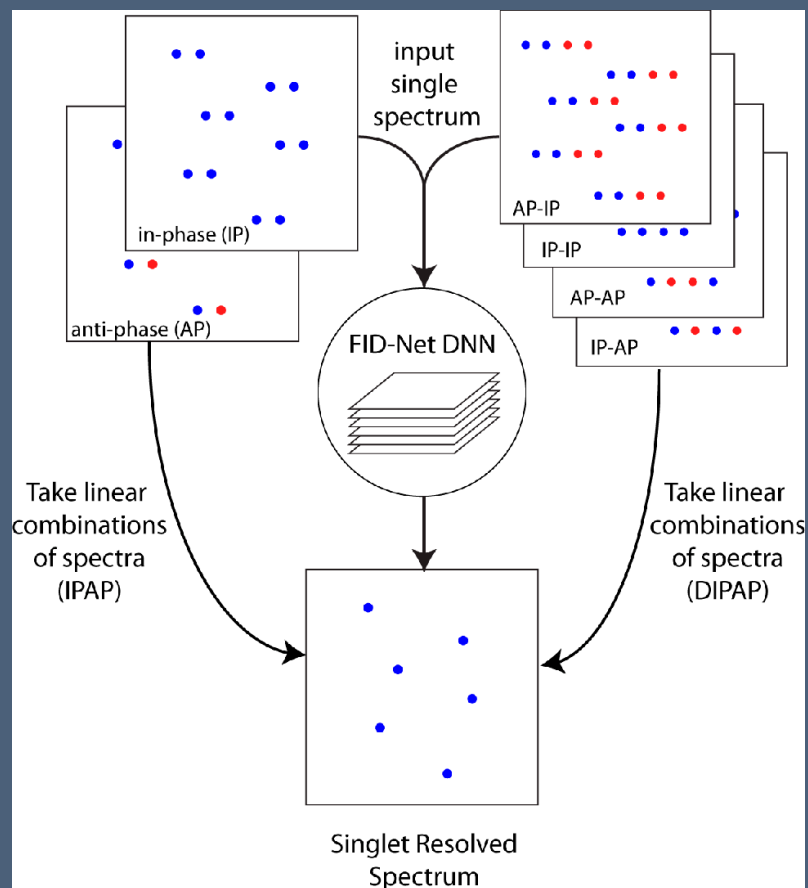 input
single
spectrum
in-phase (IP)
anti-phase (AP)
AP-IP
IP-IP
AP-AP
IP-AP
FID-Net DNN
Take linear
combinations
of spectra
(IPAP)
Take linear
combinations
of spectra
(DIPAP)
Singlet Resolved
Spectrum